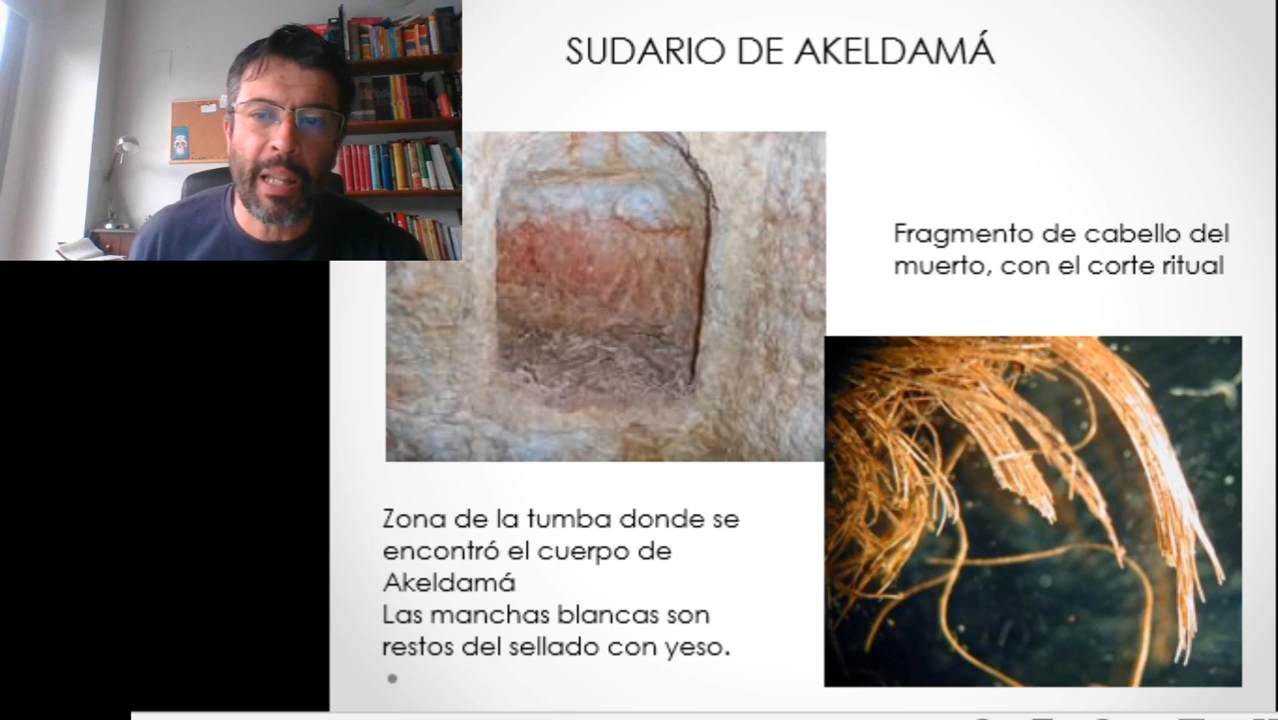 SUDARIO DE AKELDAMÁ
Fragmento de cabello del
muerto, con el corte ritual
Zona de la tumba donde se
encontró el cuerpo de
Akeldamá
Las manchas blancas son
restos del sellado con yeso.